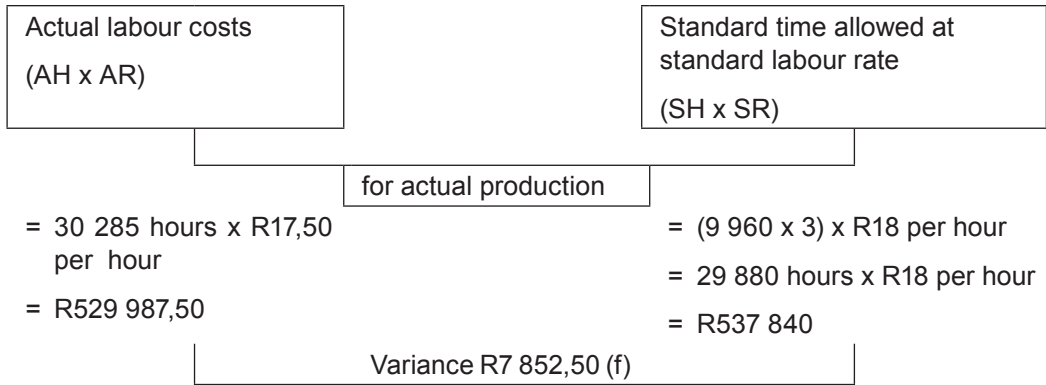 Actual labour costs
(AH x AR)
Standard time allowed at
standard labour rate
(SH x SR)
for actual production
= 30 285 hours x R17,50
per hour
= R529 987,50
= (9 960 x 3) x R18 per hour
= 29 880 hours x R18 per hour
= R537 840
Variance R7 852,50 (f)